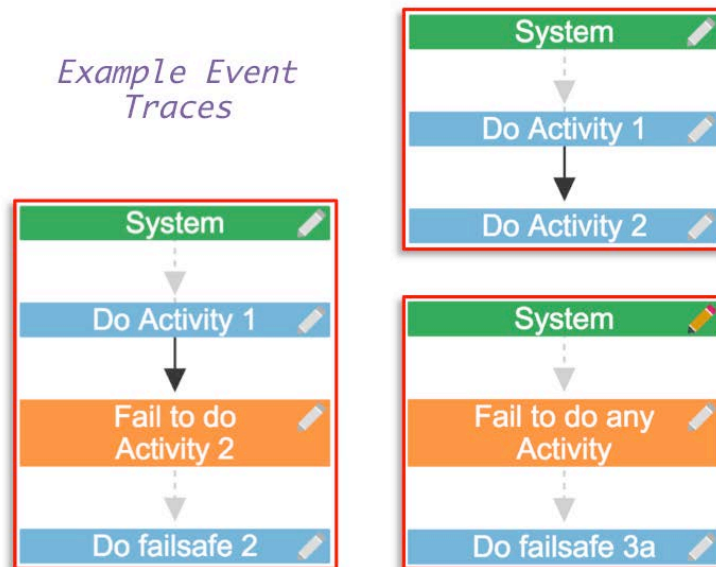 Example Event
Traces
System
Do Activity 1
Do Activity 2
System
Do Activity 1
Fail to do
Activity 2
Do failsafe 2
System
Fail to do any
Activity
Do failsafe 3a